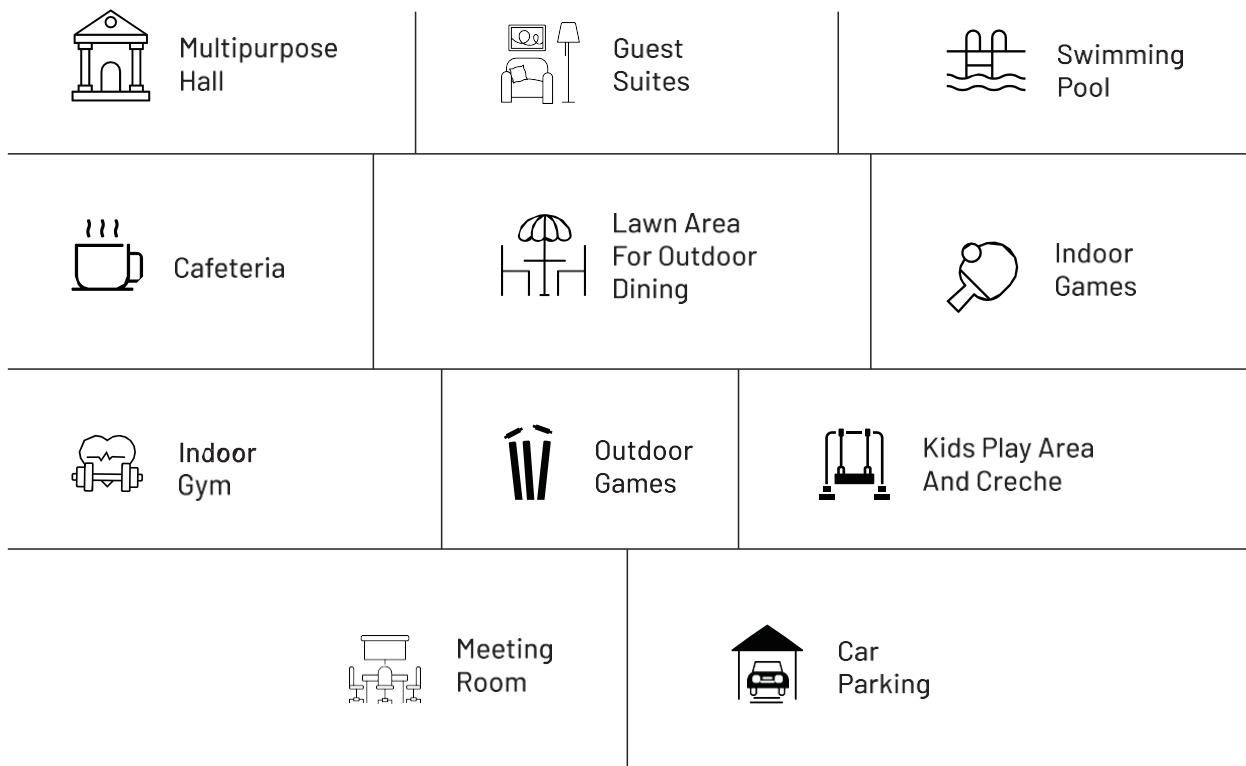 Multipurpose
Hall
Guest
Suites
Swimming
Pool
Cafeteria
Lawn Area
For Outdoor
Dining
Indoor
Games
Indoor
Gym
Outdoor
Games
Kids Play Area
And Creche
Meeting
Room
Car
Parking